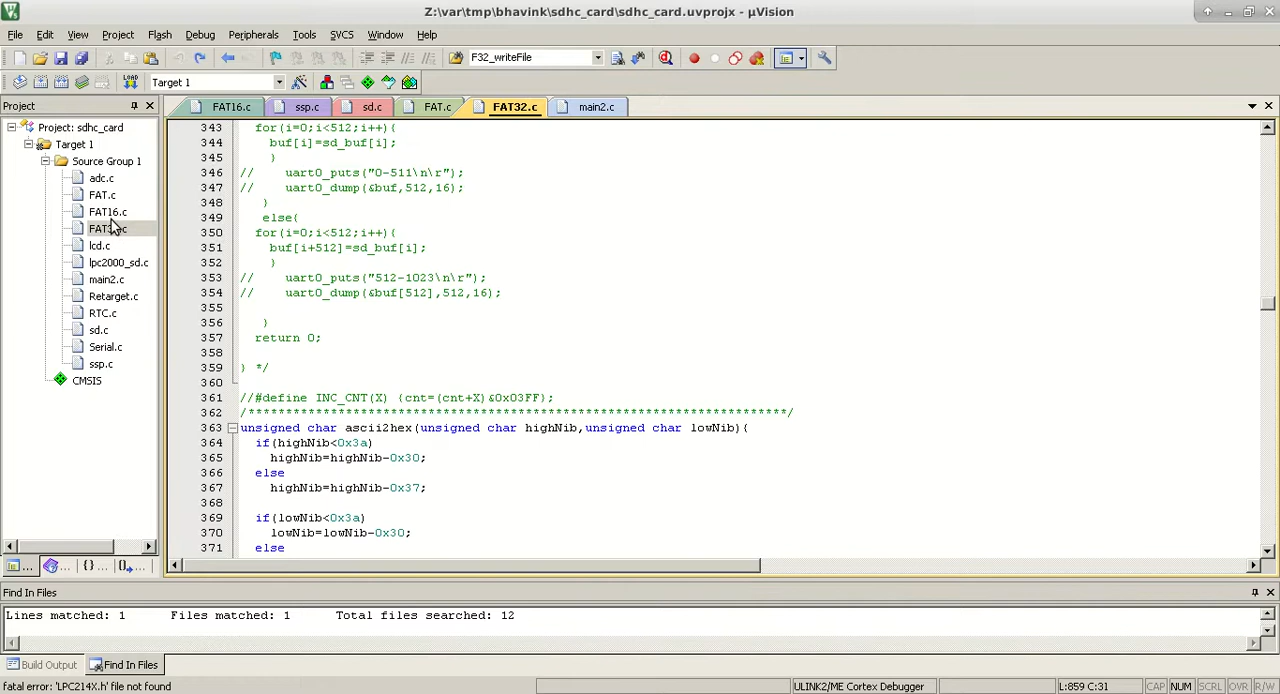 Z:\var\tmp\bhavink\sdhc_card\sdhc_card.uvprojx - µVision
File Edit View Project Flash Debug Peripherals Tools SVCS Window Help
F32_writeFile
LOAD
Target 1
Project
FAT16.c ssp.c sd.c FAT.c FAT32.c main2.c
Project: sdhc_card
Target 1
Source Group 1
adc.c
FAT.c
FAT16.c
lcd.c
lpc2000_sd.c
main2.c
Retarget.c
RTC.c
sd.c
Serial.c
ssp.c
CMSIS
343 for(i=0;i<512;i++){
344 buf[i]=sd_buf[i];
345 }
346 // uart0_puts("0-511\n\r");
347 // uart0_dump(&buf,512,16);
348 }
349 else{
350 for(i=0;i<512;i++){
351 buf[i+512]=sd_buf[i];
352 }
353 // uart0_puts("512-1023\n\r");
354 // uart0_dump(&buf[512],512,16);
355
356 }
357 return 0;
358
359 } */
360
361 //#define INC_CNT(X) {cnt=(cnt+X)&0x03FF};
362 /************************************************************************/
363 unsigned char ascii2hex(unsigned char highNib,unsigned char lowNib){
364 if(highNib<0x3a)
365 highNib=highNib-0x30;
366 else
367 highNib=highNib-0x37;
368
369 if(lowNib<0x3a)
370 lowNib=lowNib-0x30;
371 else
Find In Files
Lines matched: 1 Files matched: 1 Total files searched: 12
Build Output Find In Files
fatal error: 'LPC214X.h' file not found
ULINK2/ME Cortex Debugger
L:859 C:31
CAP NUM SCRL OVR R/W